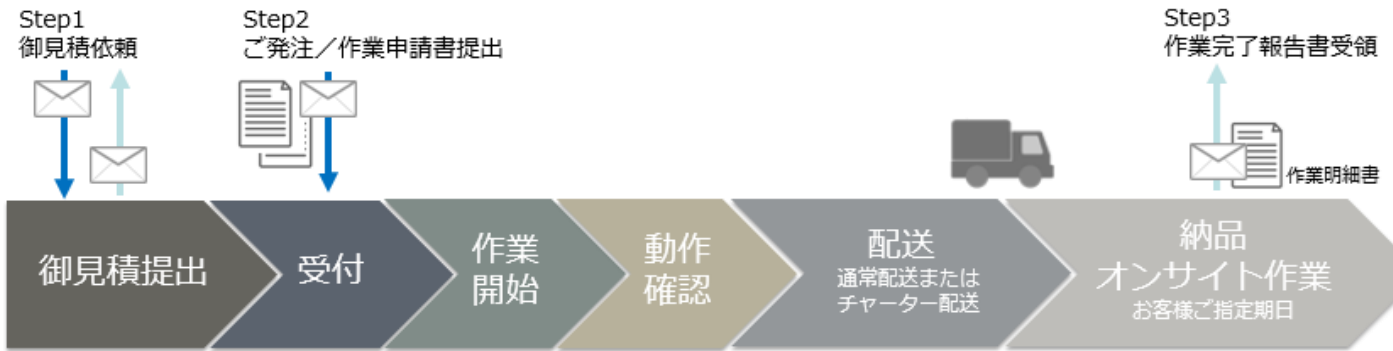 Step1
御見積依頼
Step2
ご発注／作業申請書提出
Step3
作業完了報告書受領
作業明細書
御見積提出
受付
作業
開始
動作
確認
配送
通常配送または
チャーター配送
納品
オンサイト作業
お客様ご指定期日